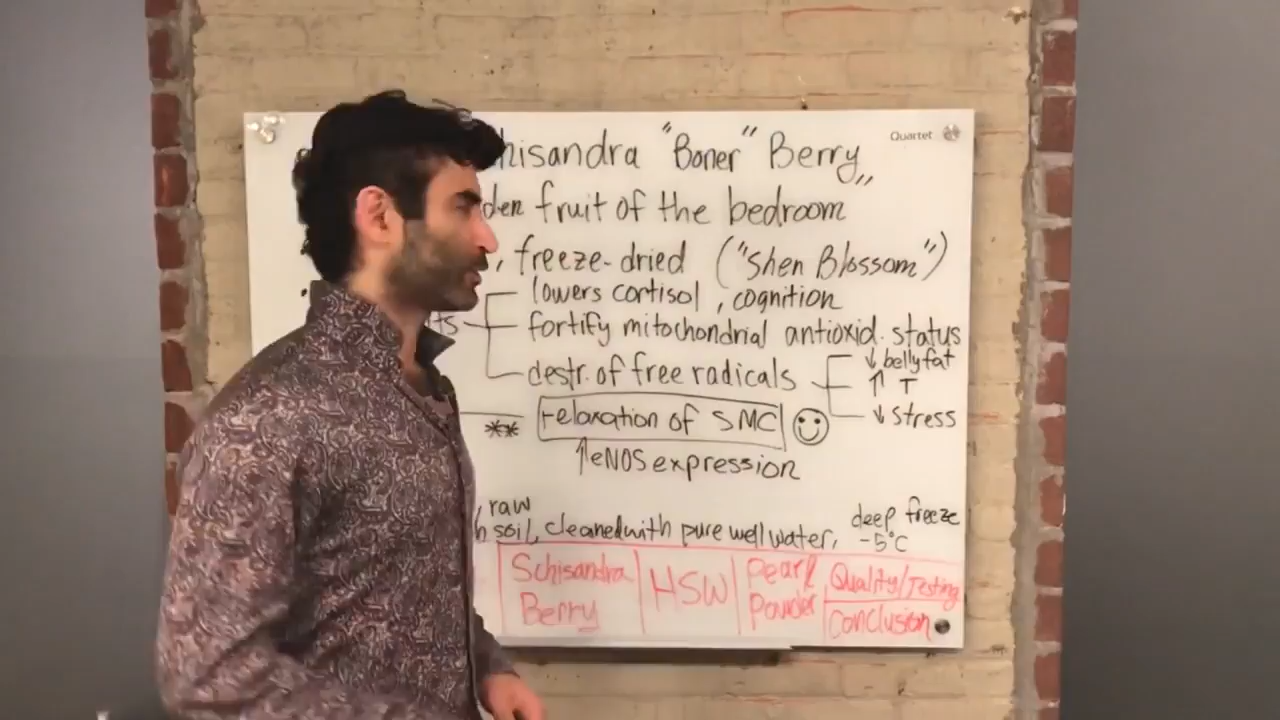 Quartet
hisandra "Boner" Berry,,
den fruit of the bedroom
, freeze-dried ("Shen Blossom")
lowers cortisol, cognition
ts fortify mitochondrial antioxid. status
destr. of free radicals
↓ belly fat
↑ T
↓ stress
** relaxation of SMC
↑eNOS expression
, raw
h soil, cleaned with pure well water, deep freeze
-5°C
Schisandra Berry
HSW
Pearl Powder
Quality/Testing
Conclusion